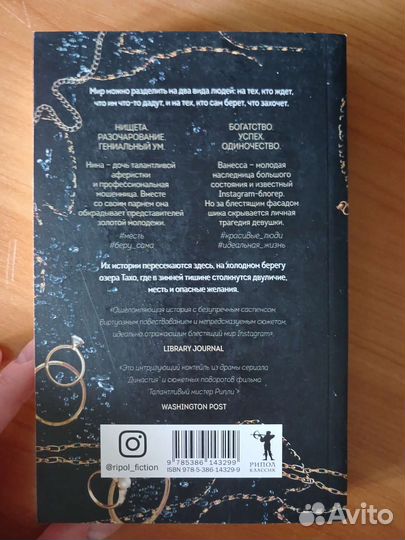 Мир можно разделить на два вида людей: на тех, кто ждет,
что им что-то дадут, и на тех, кто сам берет, что захочет.
НИЩЕТА.
РАЗОЧАРОВАНИЕ.
ГЕНИАЛЬНЫЙ УМ.
Нина – дочь талантливой
аферистки
и профессиональная
мошенница. Вместе
со своим парнем она
обкрадывает представителей
золотой молодежи.
#месть
#беру_сама
БОГАТСТВО.
УСПЕХ.
ОДИНОЧЕСТВО.
Ванесса – молодая
наследница большого
состояния и известный
Instagram-блогер.
Но за блестящим фасадом
шика скрывается личная
трагедия девушки.
#красивые_люди
#идеальная_жизнь
Их истории пересекаются здесь, на холодном берегу
озера Тахо, где в зимней тишине столкнутся двуличие,
месть и опасные желания.
«Ошеломляющая история с безупречным саспенсом.
Виртуозным повествованием и непредсказуемым сюжетом,
идеально отражающим блестящий мир Instagram».
LIBRARY JOURNAL
«Это интригующий коктейль из драмы сериала
"Династия" и сюжетных поворотов фильма
"Талантливый мистер Рипли"»
WASHINGTON POST
@ripol_fiction
9 785386 143299
ISBN 978-5-386-14329-9
РИПОЛ
КЛАССИК
Avito